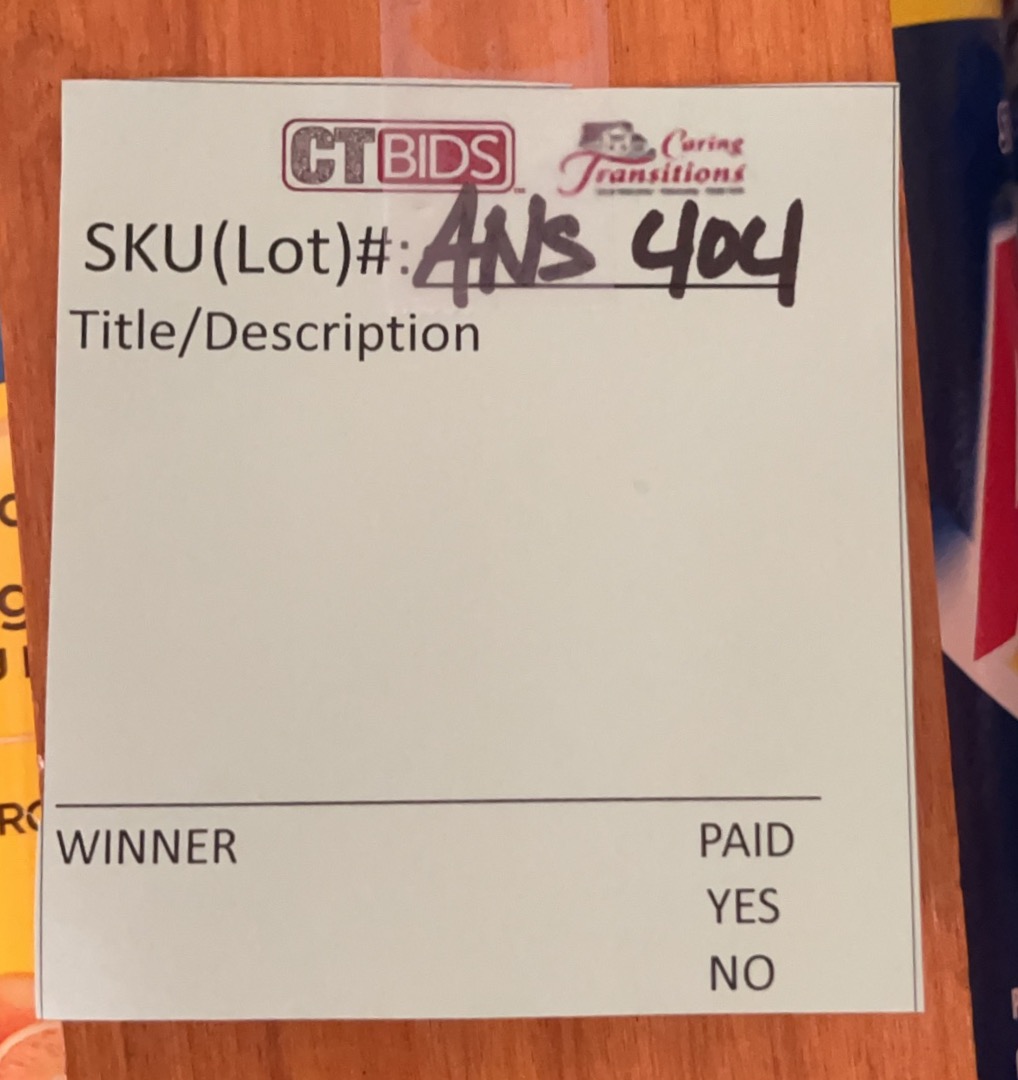 CTBIDS Caring Transitions
SKU(Lot)#: ANS 404
Title/Description
WINNER PAID
YES
NO